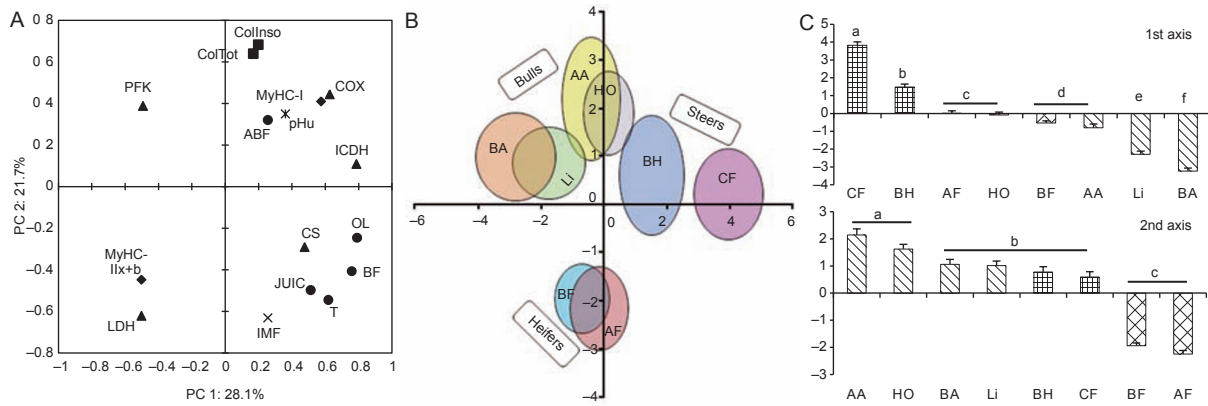 A
0 8
0 6
0.4
0.2
0
–0.2
–0.4
–0.6
–0.8
–1
–0.8
–0.6
–0.4
–0.2
0
0.2
0.4
0.6
0.8
1
PC 2: 21.7%
PC 1: 28.1%
ColInso
ColTot
PFK
COX
MyHC-I
pHu
ABF
ICDH
CS
OL
MyHC-
IIx+b
BF
JUIC
T
LDH
IMF
B
4
3
2
1
0
–1
–2
–3
–4
–6
–4
–2
0
2
4
6
Bulls
AA
HO
Steers
BA
Li
BH
CF
BF
AF
Heifers
C
1st axis
5
4
3
2
1
0
–1
–2
–3
–4
a
b
c
d
e
f
CF BH AF HO BF AA Li BA
2nd axis
3
2
1
0
–1
–2
–3
a
b
c
AA HO BA Li BH CF BF AF